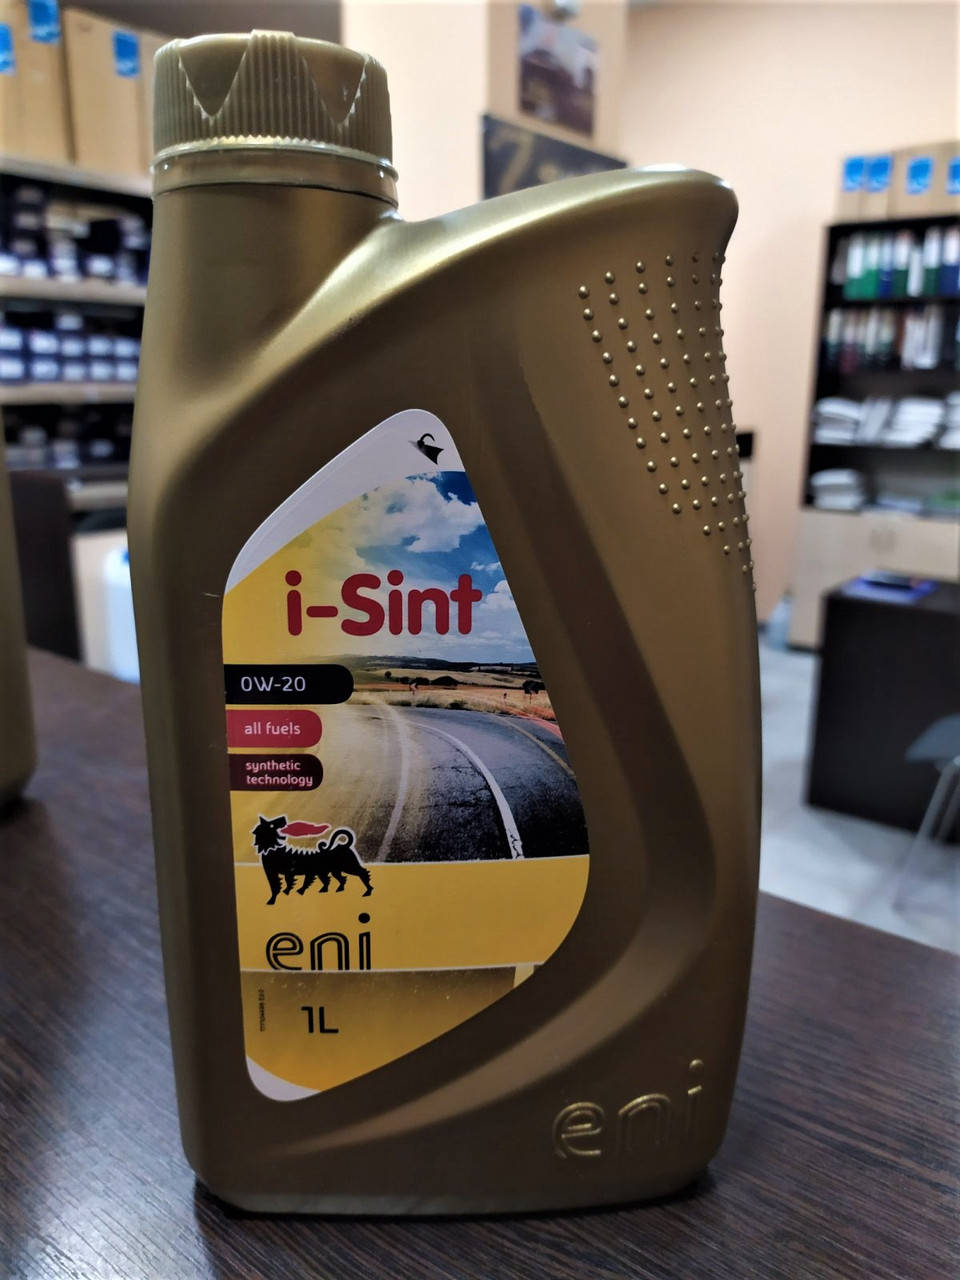 i-Sint
0W-20
all fuels
synthetic
technology
eni
1L
eni